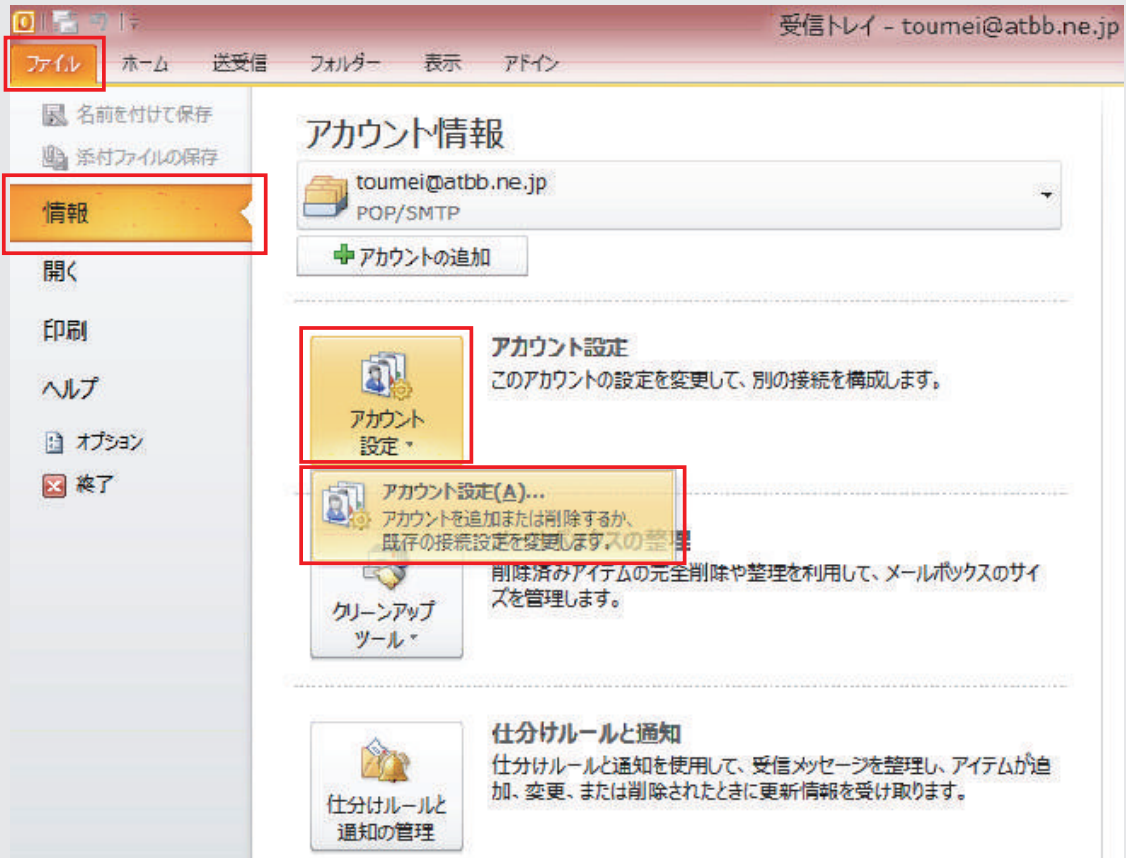 受信トレイ - toumei@atbb.ne.jp
ファイル ホーム 送受信 フォルダー 表示 アドイン
名前を付けて保存
添付ファイルの保存
情報
開く
印刷
ヘルプ
オプション
終了
アカウント情報
toumei@atbb.ne.jp
POP/SMTP
アカウントの追加
アカウント
設定
アカウント設定
このアカウントの設定を変更して、別の接続を構成します。
アカウント設定(A)...
アカウントを追加または削除するか、
既存の接続設定を変更します。
の整理
削除済みアイテムの完全削除や整理を利用して、メールボックスのサイ
ズを管理します。
クリーンアップ
ツール
仕分けルールと
通知の管理
仕分けルールと通知
仕分けルールと通知を使用して、受信メッセージを整理し、アイテムが追
加、変更、または削除されたときに更新情報を受け取ります。